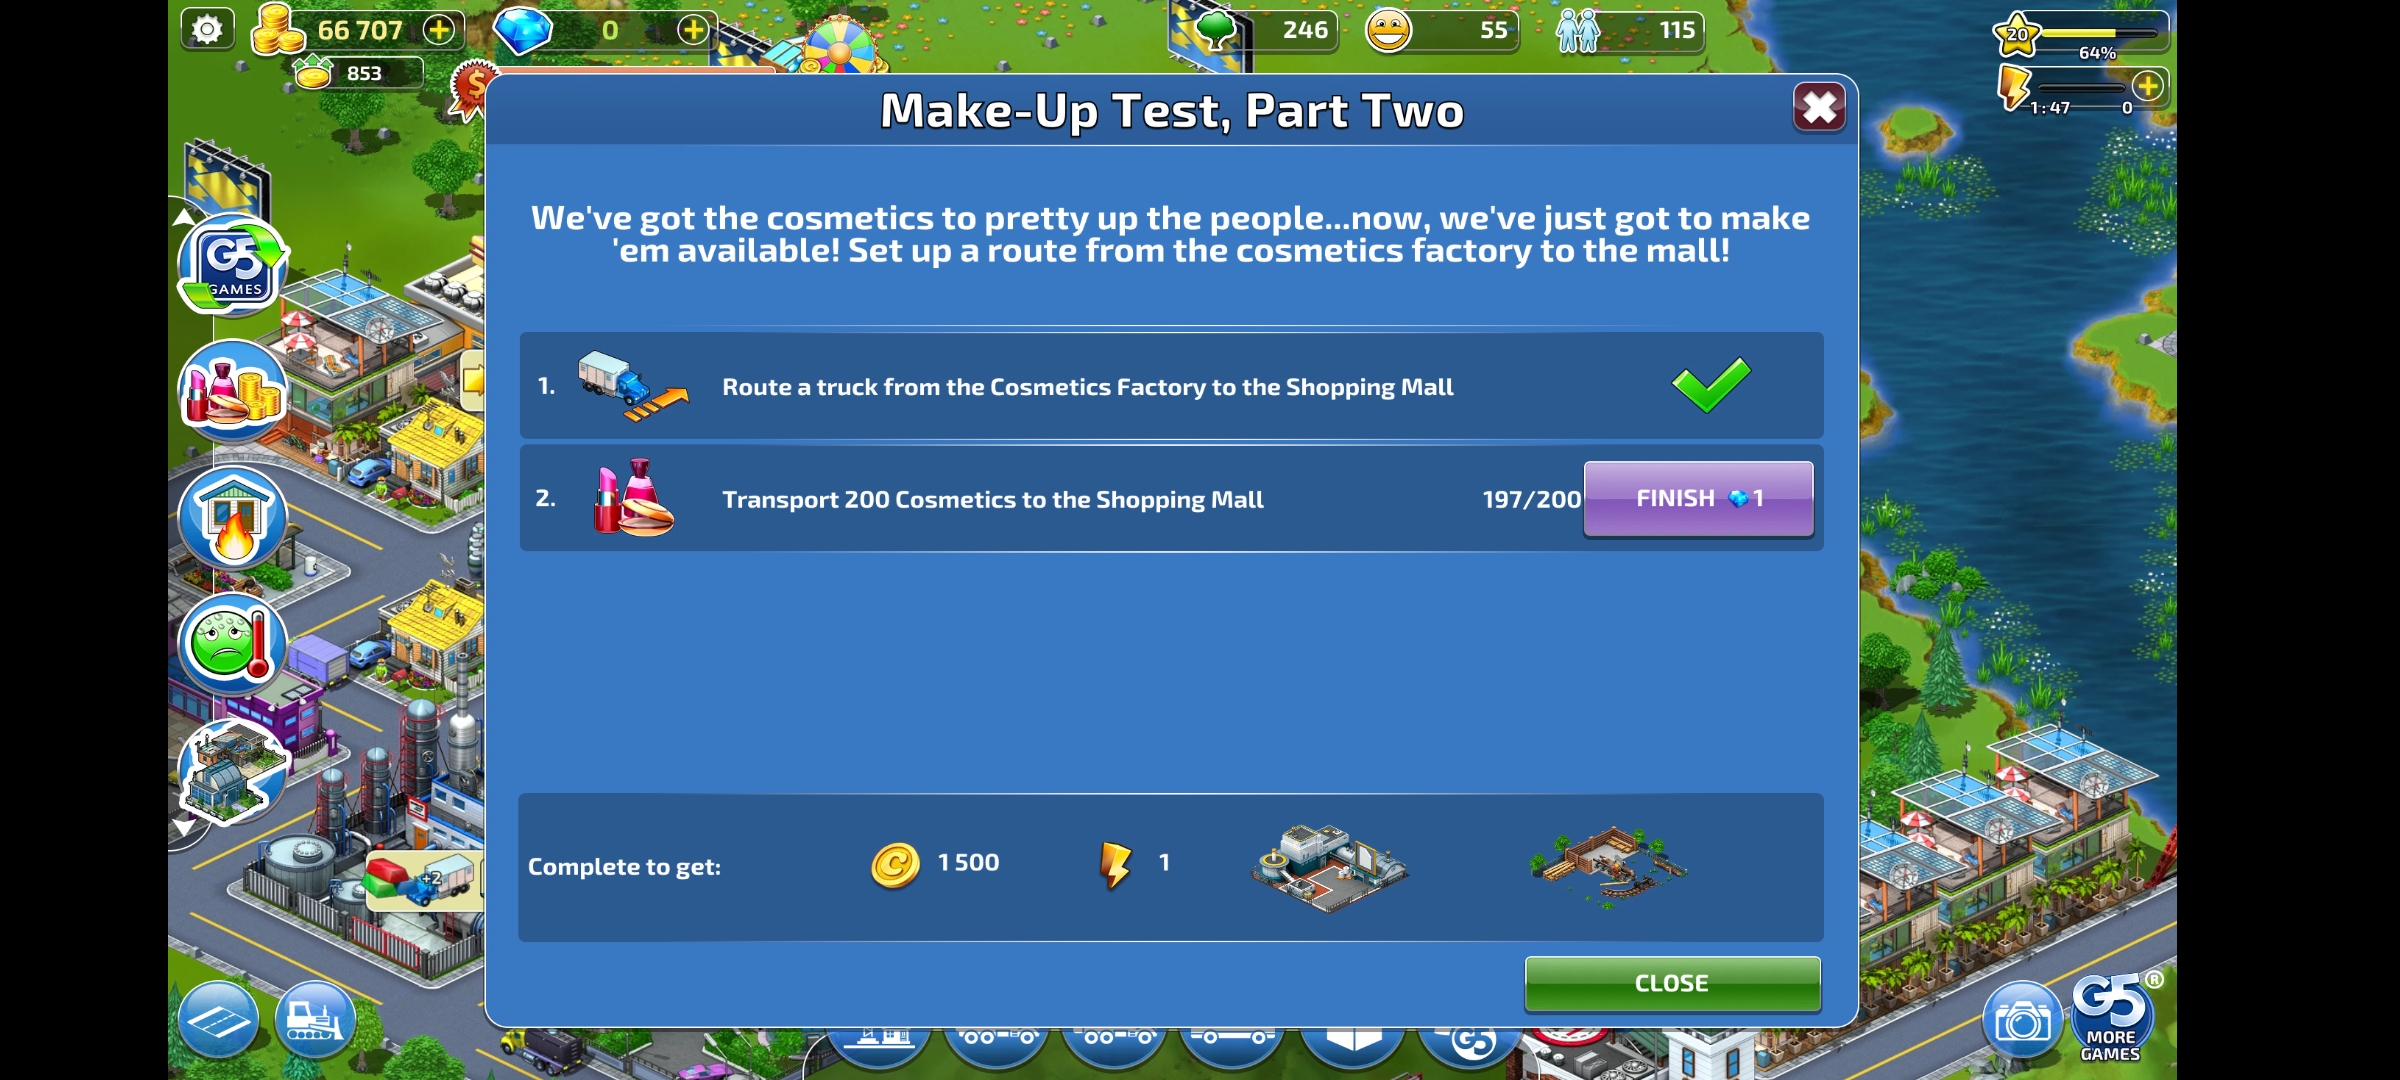 66 707
0
246
55
115
20
64%
853
1:47
0
Make-Up Test, Part Two
We've got the cosmetics to pretty up the people...now, we've just got to make
'em available! Set up a route from the cosmetics factory to the mall!
G5
GAMES
1.
Route a truck from the Cosmetics Factory to the Shopping Mall
2.
Transport 200 Cosmetics to the Shopping Mall
197/200
FINISH 1
+2
Complete to get:
1 500
1
CLOSE
G5
G5 ®
MORE
GAMES